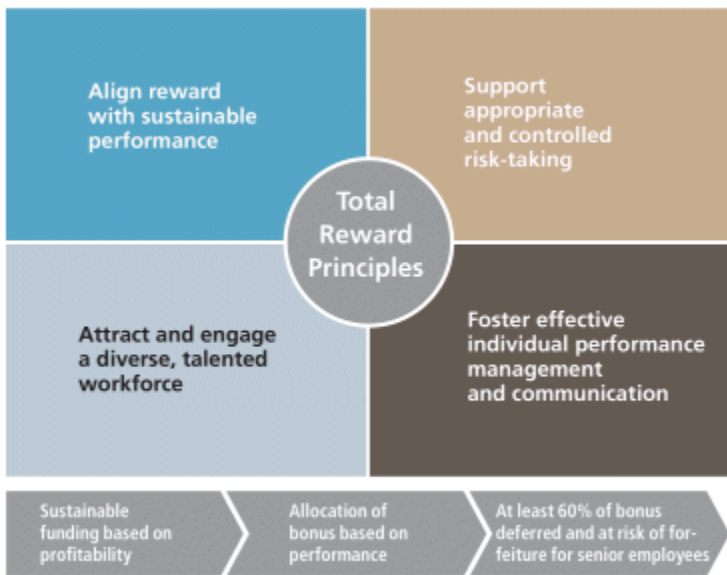 Align reward
with sustainable
performance
Support
appropriate
and controlled
risk-taking
Total
Reward
Principles
Attract and engage
a diverse, talented
workforce
Foster effective
individual performance
management
and communication
Sustainable
funding based on
profitability
Allocation of
bonus based on
performance
At least 60% of bonus
deferred and at risk of for-
feiture for senior employees